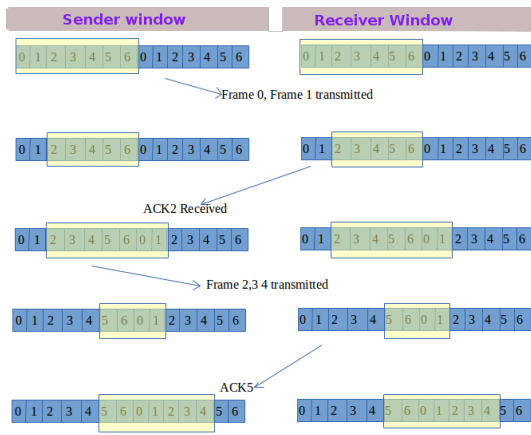 Sender window Receiver Window
0 1 2 3 4 5 6 0 1 2 3 4 5 6 0 1 2 3 4 5 6 0 1 2 3 4 5 6
Frame 0, Frame 1 transmitted
0 1 2 3 4 5 6 0 1 2 3 4 5 6 0 1 2 3 4 5 6 0 1 2 3 4 5 6
ACK2 Received
0 1 2 3 4 5 6 0 1 2 3 4 5 6 0 1 2 3 4 5 6 0 1 2 3 4 5 6
Frame 2,3 4 transmitted
0 1 2 3 4 5 6 0 1 2 3 4 5 6 0 1 2 3 4 5 6 0 1 2 3 4 5 6
ACK5
0 1 2 3 4 5 6 0 1 2 3 4 5 6 0 1 2 3 4 5 6 0 1 2 3 4 5 6